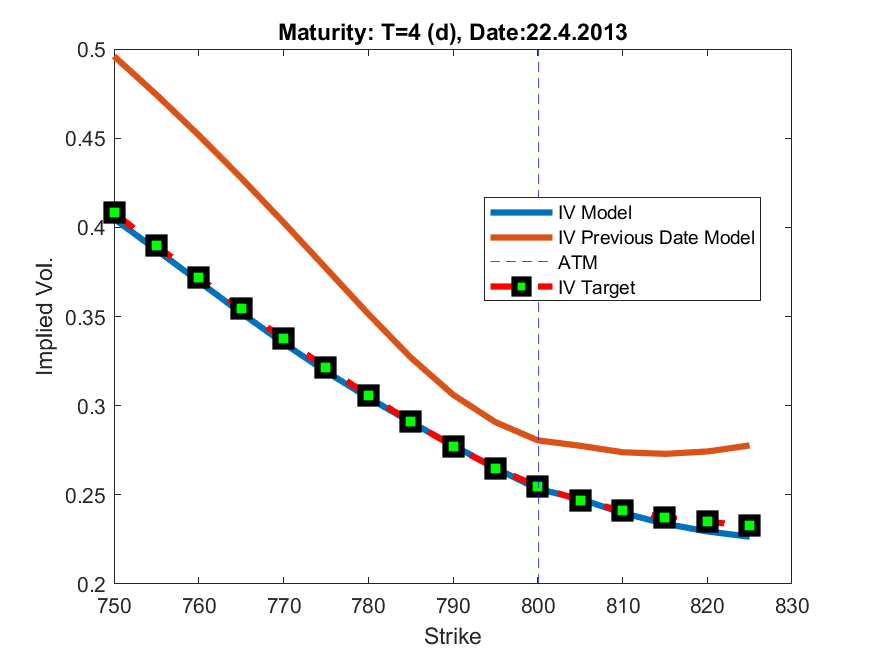 Maturity: T=4 (d), Date:22.4.2013
0.5
0.45
0.4
0.35
0.3
0.25
0.2
Implied Vol.
IV Model
IV Previous Date Model
ATM
IV Target
750 760 770 780 790 800 810 820 830
Strike